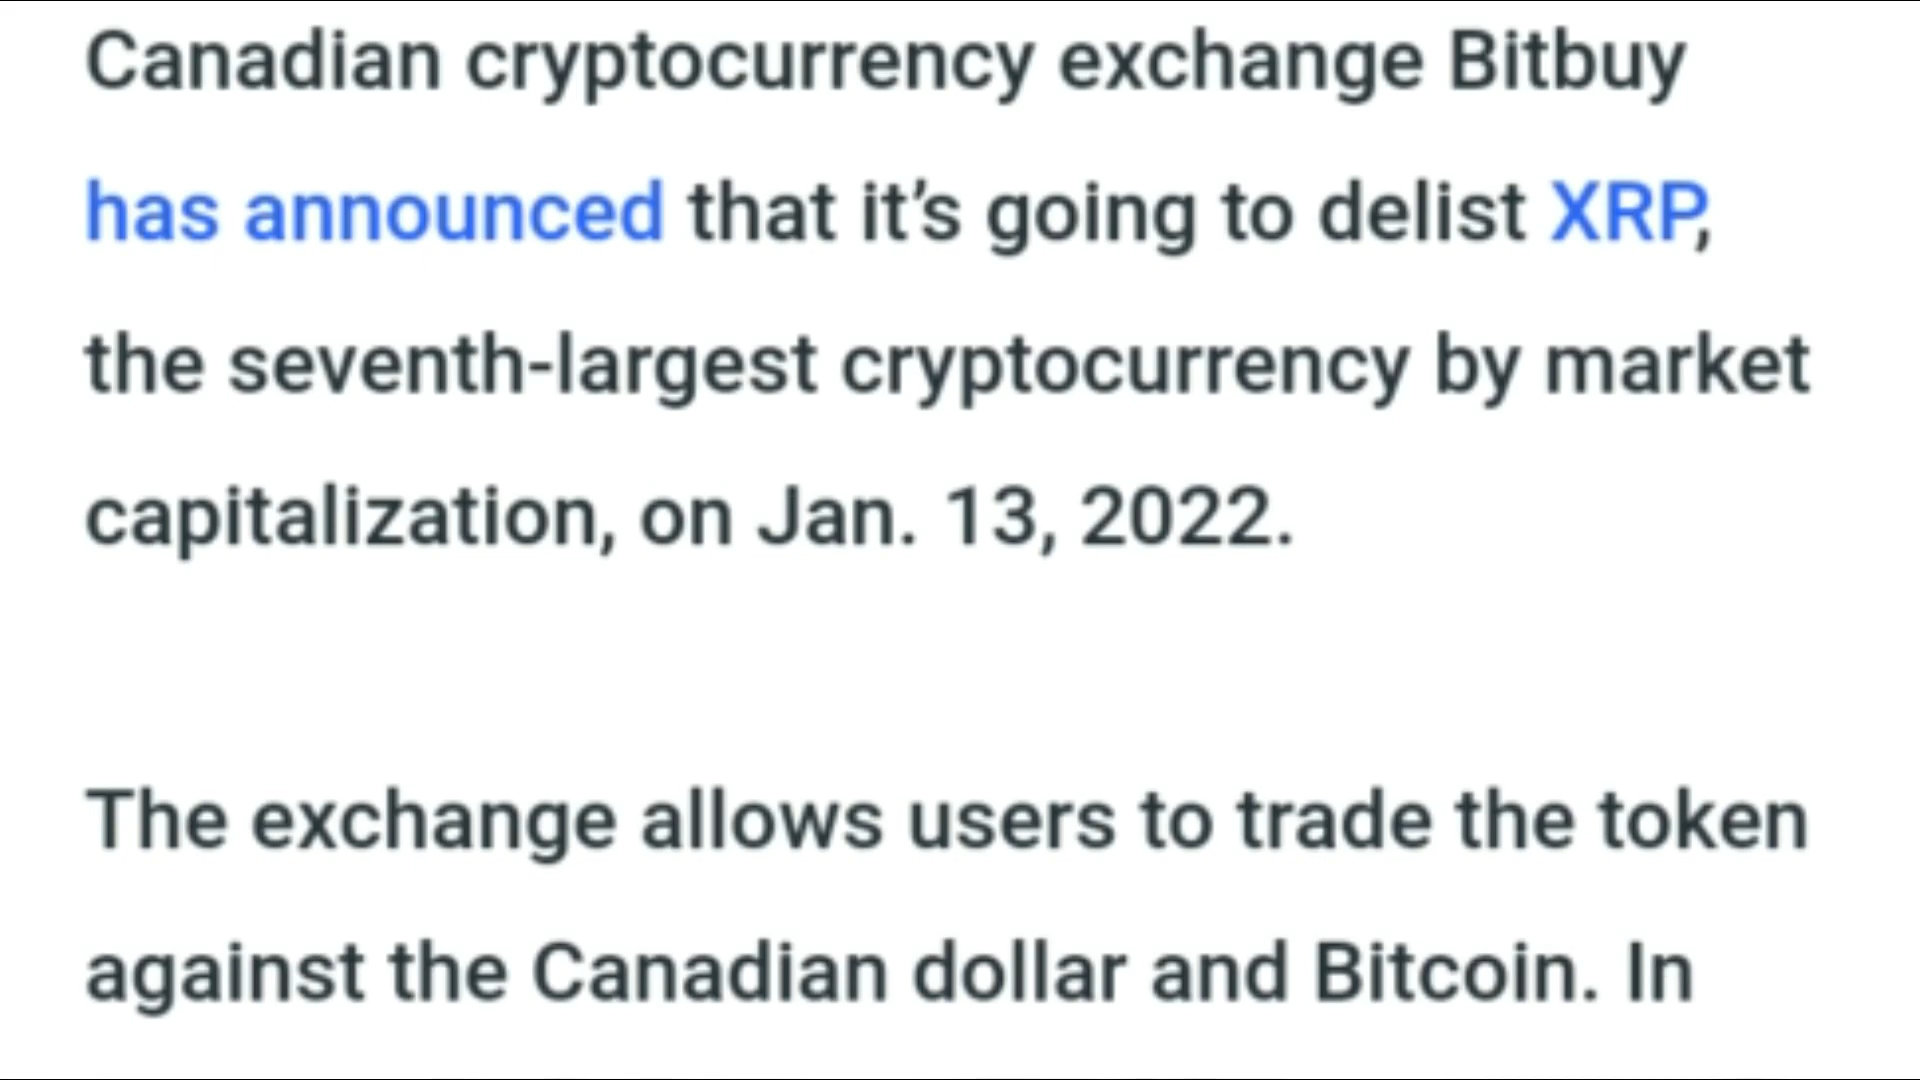 Canadian cryptocurrency exchange Bitbuy
has announced that it’s going to delist XRP,
the seventh-largest cryptocurrency by market
capitalization, on Jan. 13, 2022.
The exchange allows users to trade the token
against the Canadian dollar and Bitcoin. In